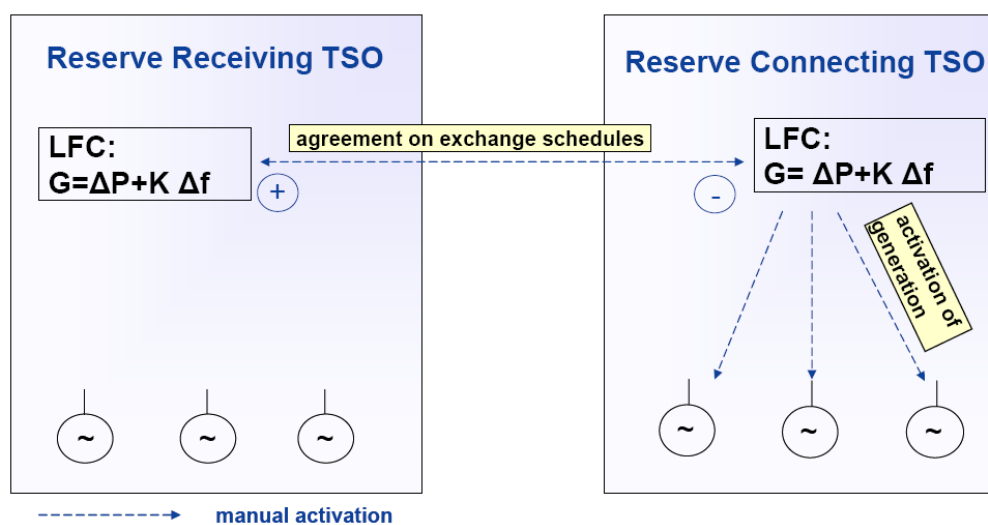 Reserve Receiving TSO
LFC:
G=ΔP+K Δf
+
agreement on exchange schedules
Reserve Connecting TSO
LFC:
G= ΔP+K Δf
-
activation of
generation
~
~
~
~
~
~
manual activation